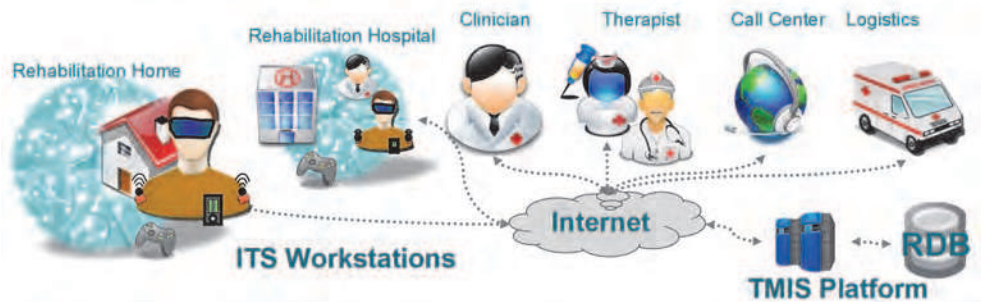 Clinician
Therapist
Call Center
Logistics
Rehabilitation Hospital
Rehabilitation Home
H
Internet
ITS Workstations
RDB
TMIS Platform